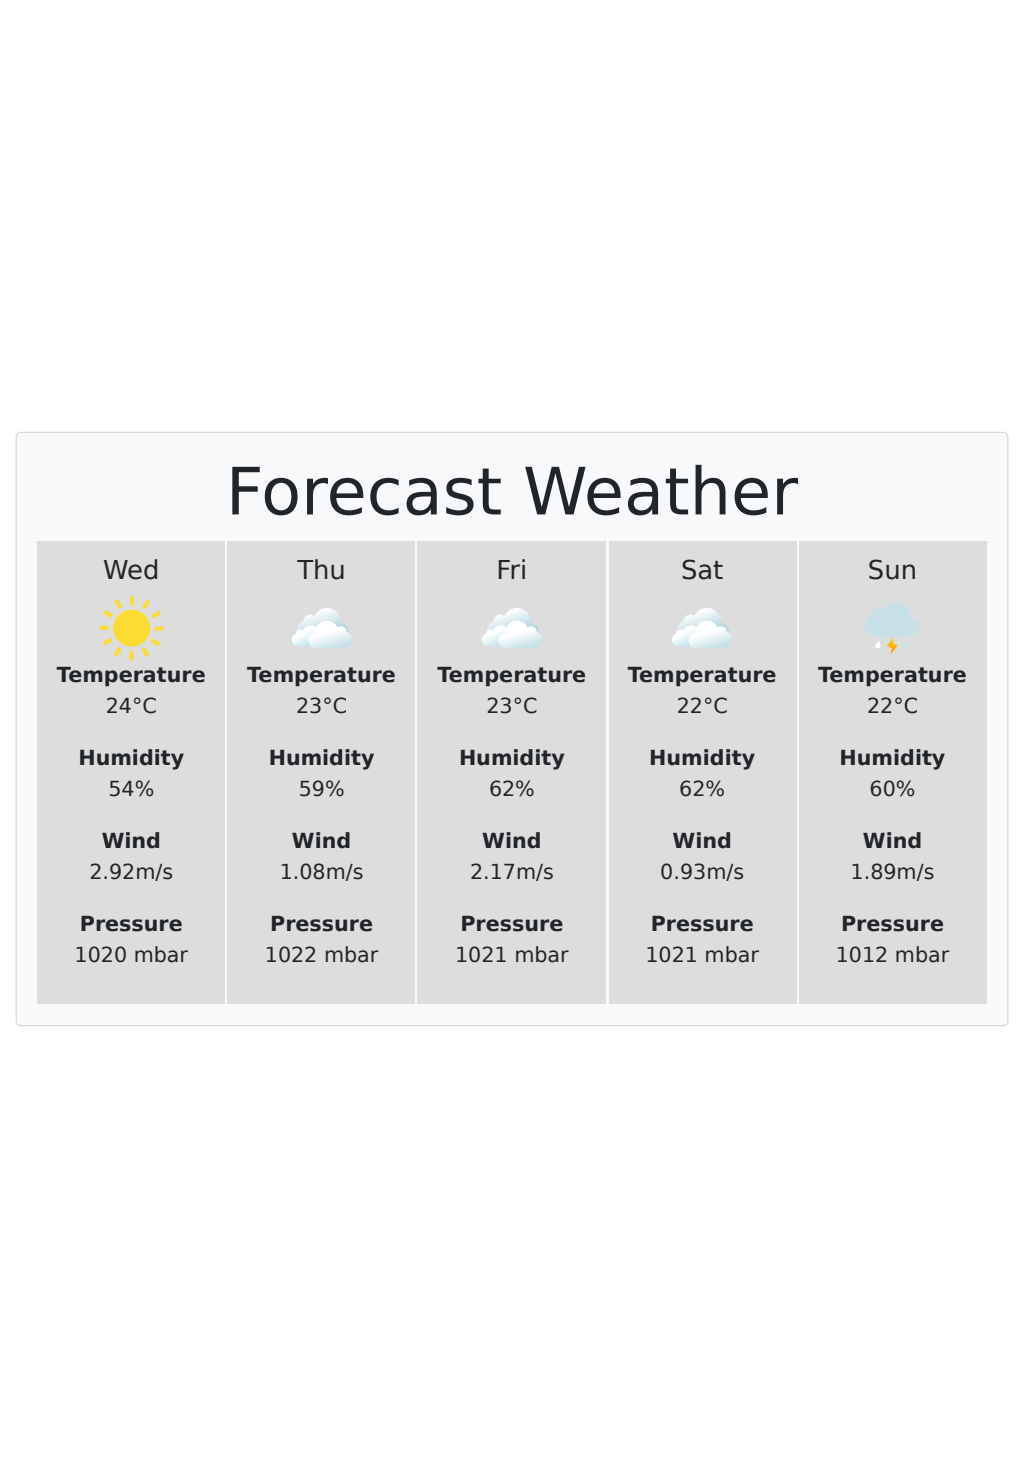 Forecast Weather
Wed
Temperature
24°C
Humidity
54%
Wind
2.92m/s
Pressure
1020 mbar
Thu
Temperature
23°C
Humidity
59%
Wind
1.08m/s
Pressure
1022 mbar
Fri
Temperature
23°C
Humidity
62%
Wind
2.17m/s
Pressure
1021 mbar
Sat
Temperature
22°C
Humidity
62%
Wind
0.93m/s
Pressure
1021 mbar
Sun
Temperature
22°C
Humidity
60%
Wind
1.89m/s
Pressure
1012 mbar